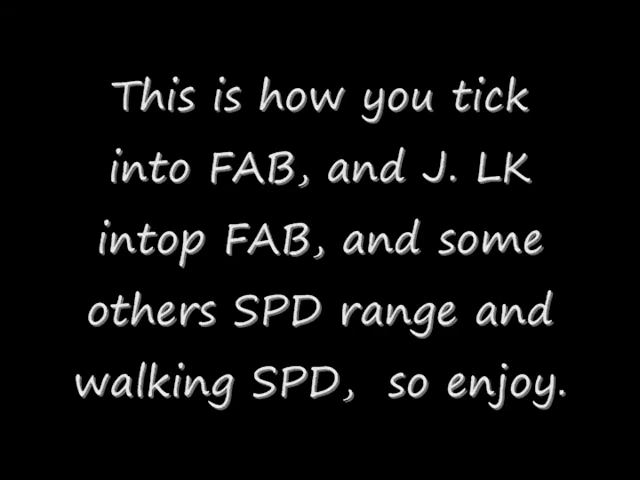 This is how you tick
into FAB, and J. LK
intop FAB, and some
others SPD range and
walking SPD, so enjoy.